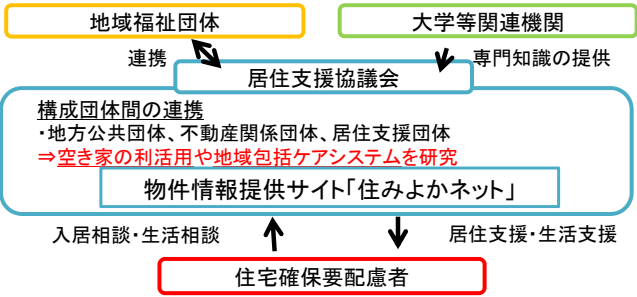 地域福祉団体
大学等関連機関
連携
専門知識の提供
居住支援協議会
構成団体間の連携
・地方公共団体、不動産関係団体、居住支援団体
⇒空き家の利活用や地域包括ケアシステムを研究
物件情報提供サイト「住みよかネット」
入居相談・生活相談
居住支援・生活支援
住宅確保要配慮者